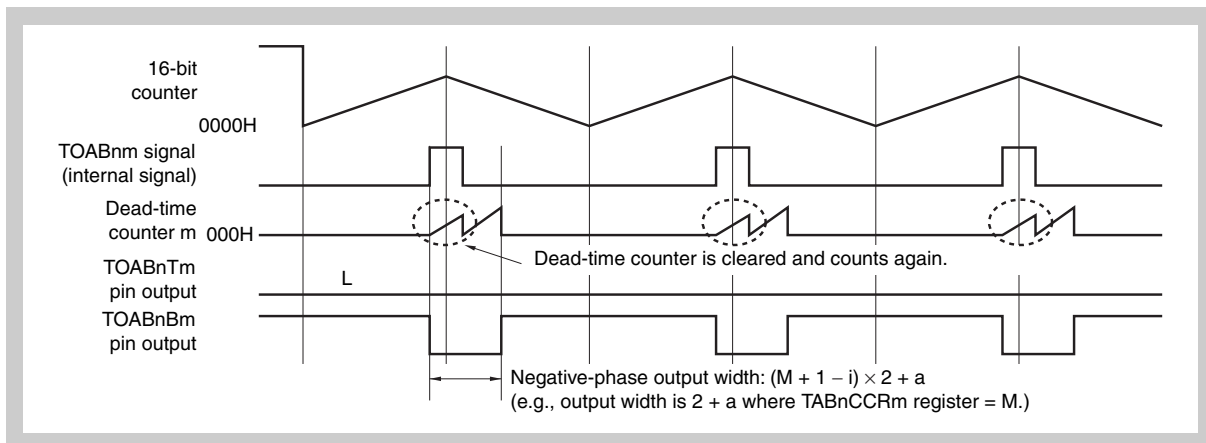 16-bit
counter
0000H
TOABnm signal
(internal signal)
Dead-time
counter m 000H
Dead-time counter is cleared and counts again.
TOABnTm
pin output
L
TOABnBm
pin output
Negative-phase output width: (M + 1 – i) × 2 + a
(e.g., output width is 2 + a where TABnCCRm register = M.)